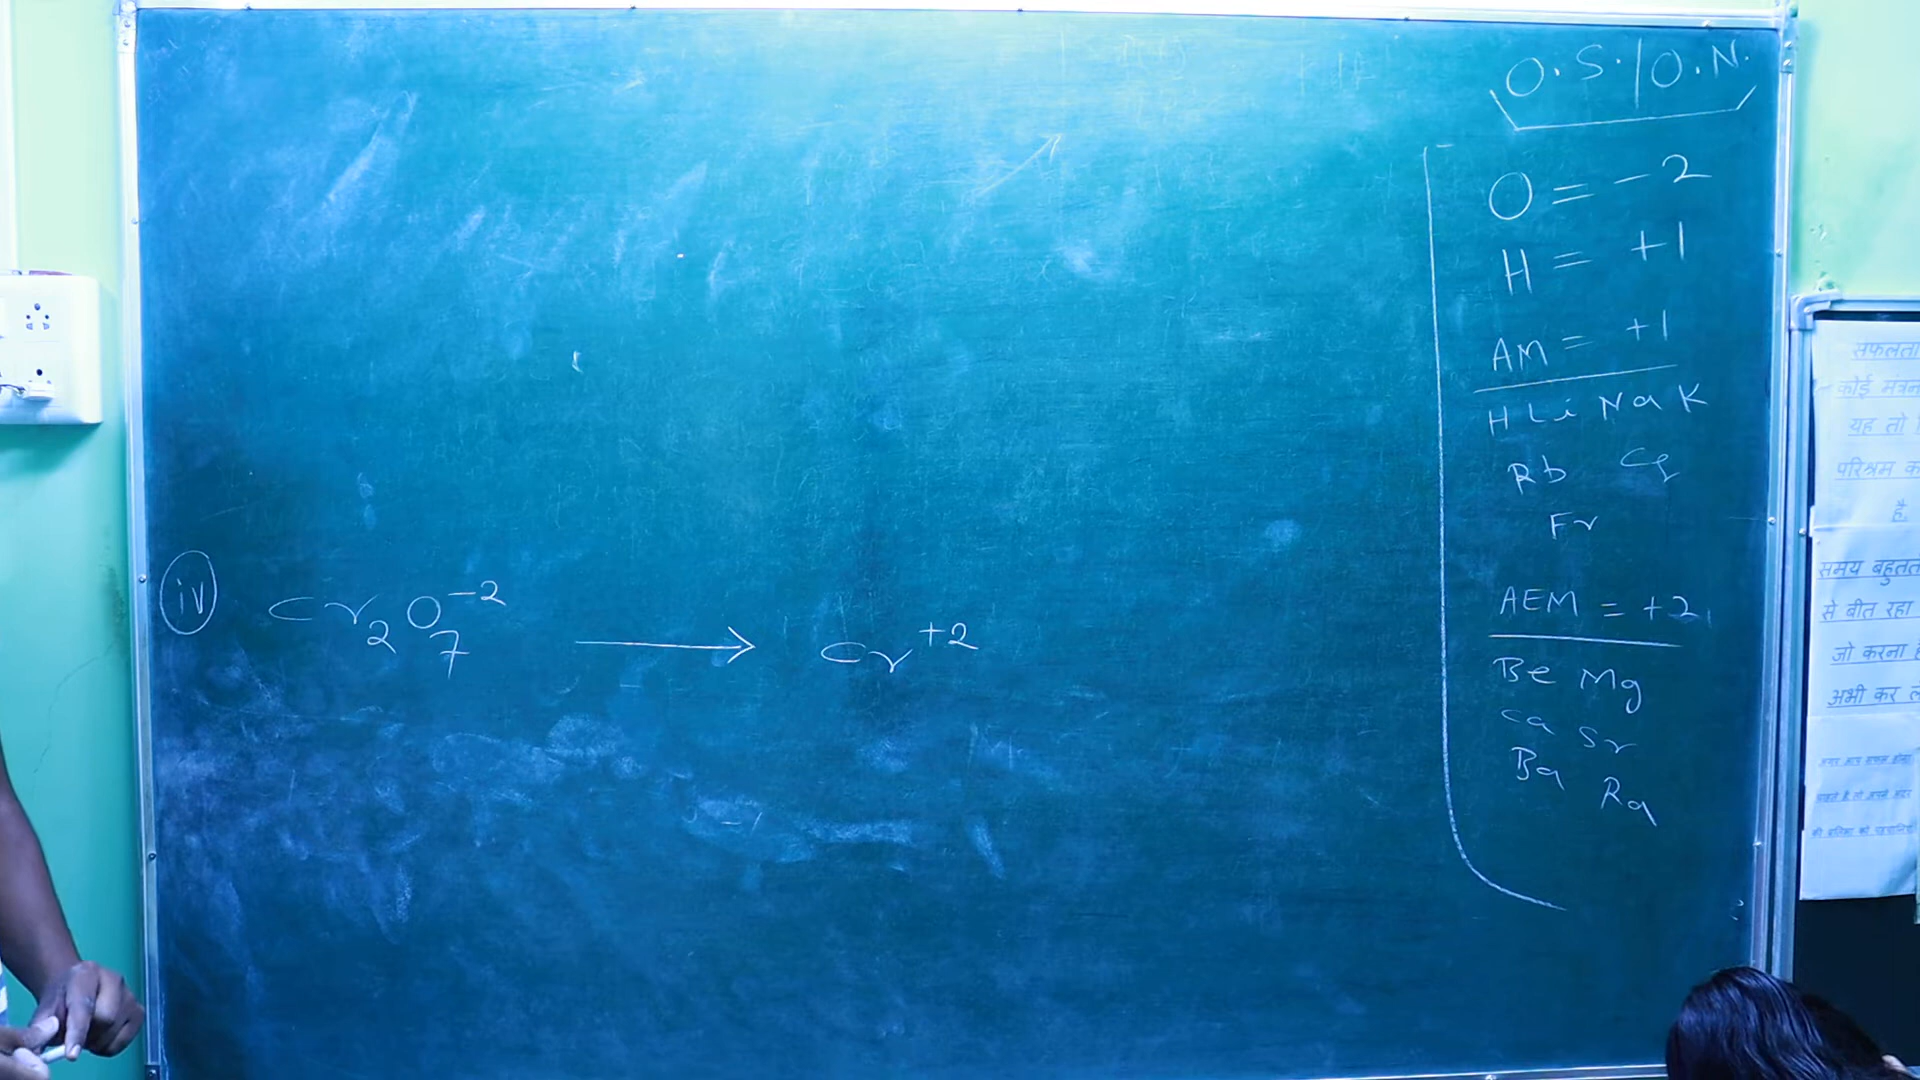 O.S./O.N.
O = -2
H = +1
AM = +1
H Li Na K
Rb Cs
Fr
AEM = +2
Be Mg
Ca Sr
Ba Ra
(iv) Cr₂O₇⁻² → Cr⁺²
सफलता
कोई मंत्र
यह तो
परिश्रम
है.
समय बहुत
से बीत रहा
जो करना
अभी कर